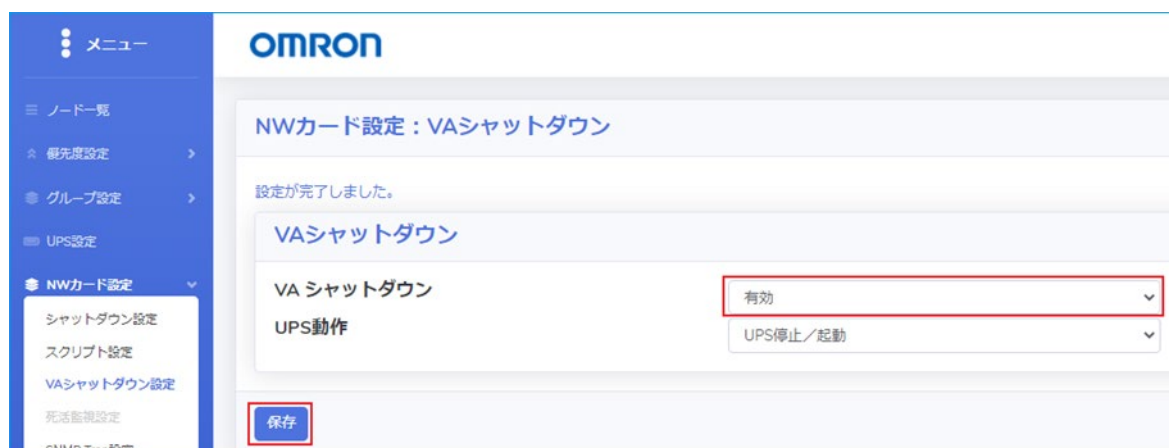 メニュー
OMRON
ノード一覧
優先度設定
グループ設定
UPS設定
NWカード設定
シャットダウン設定
スクリプト設定
VAシャットダウン設定
死活監視設定
NWカード設定：VAシャットダウン
設定が完了しました。
VAシャットダウン
VA シャットダウン
有効
UPS動作
UPS停止／起動
保存